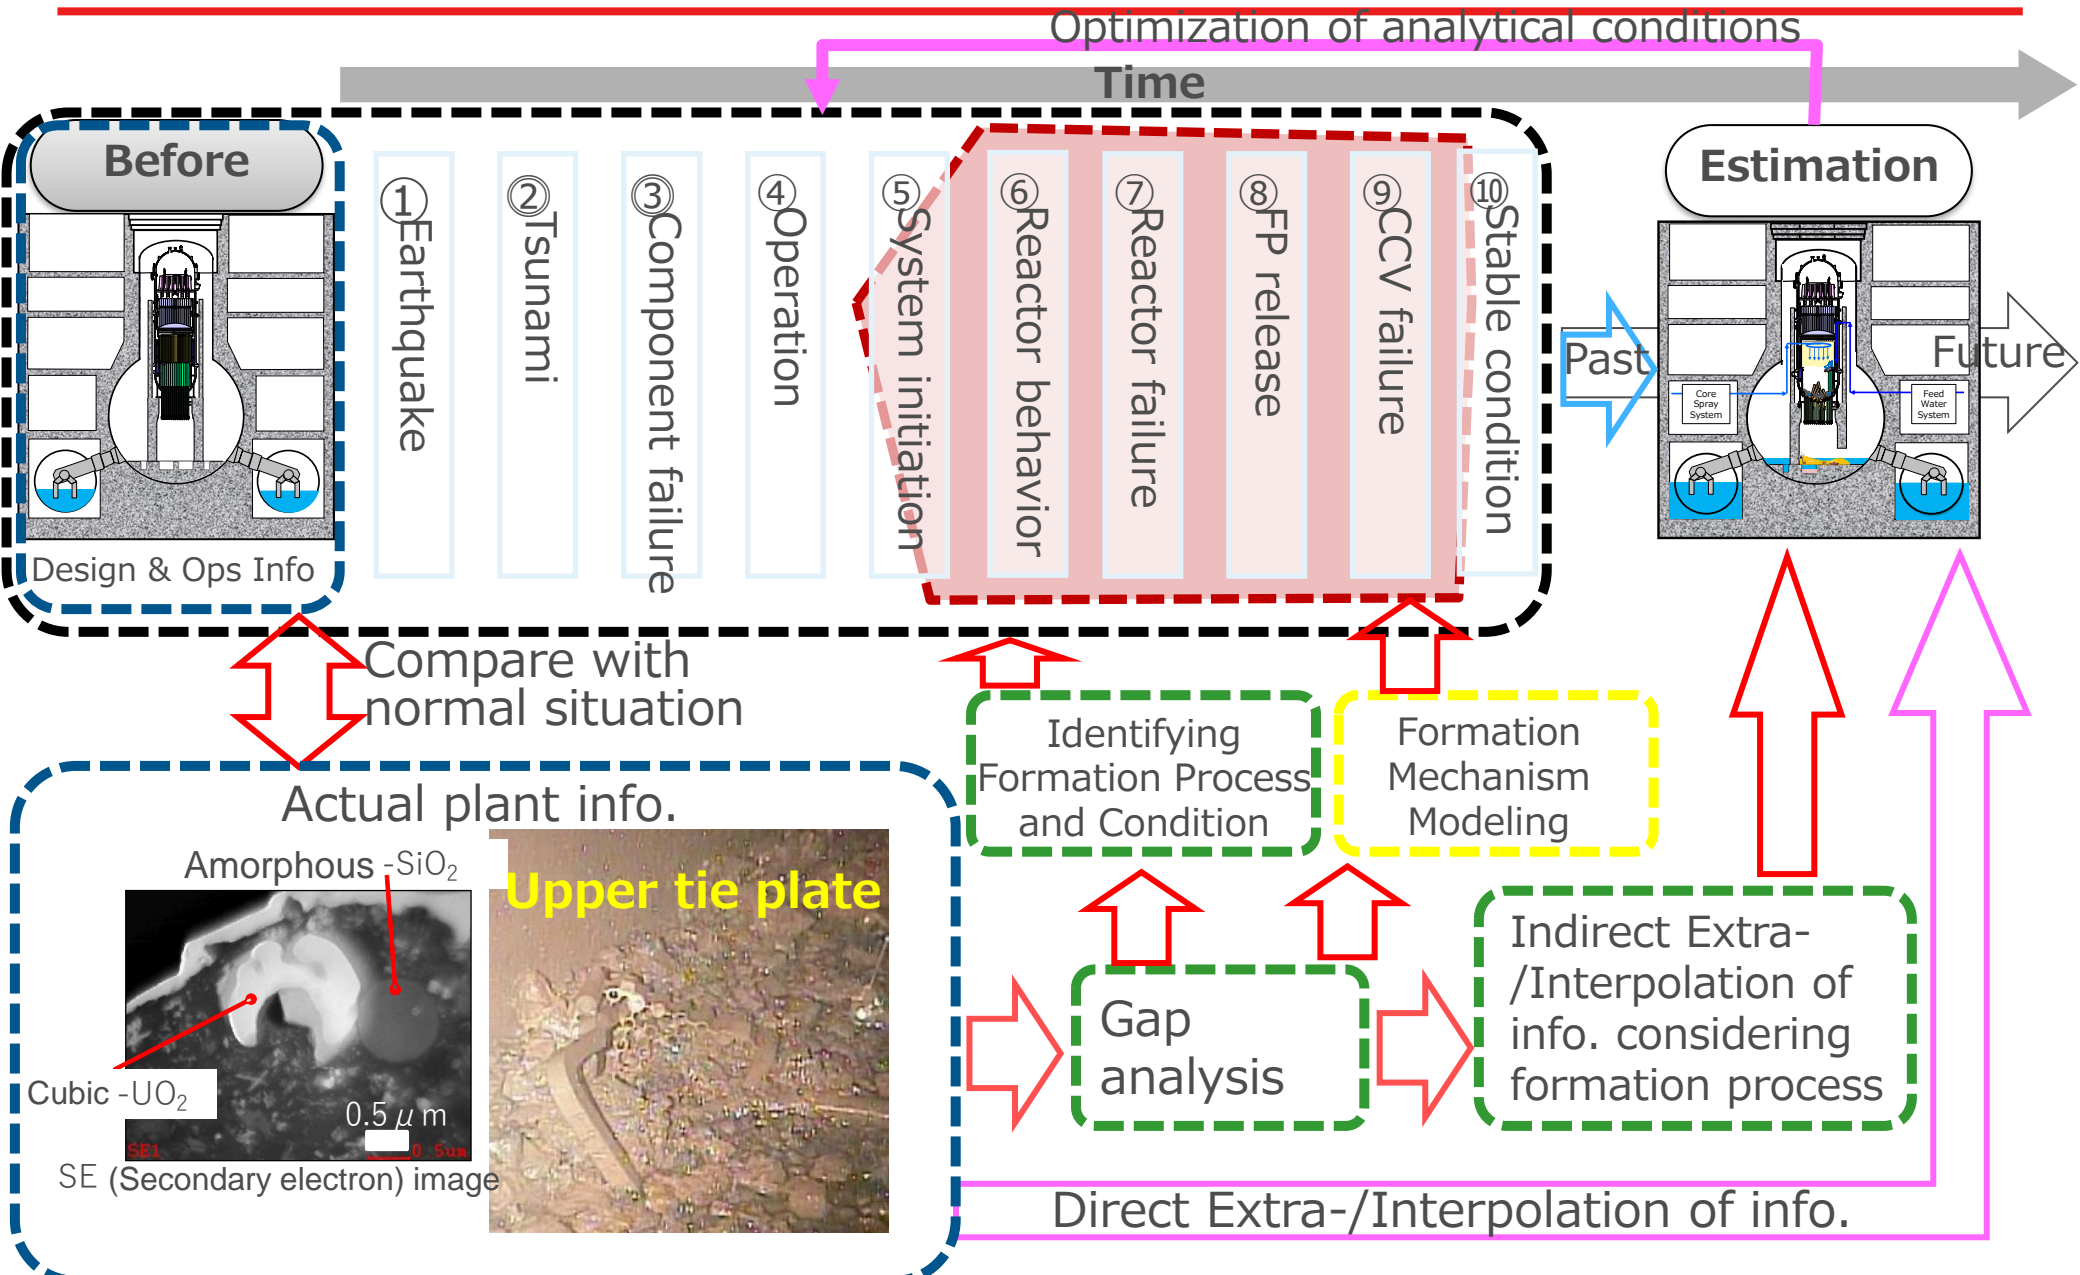 Optimization of analytical conditions
Time
Before
Design & Ops Info
①Earthquake
②Tsunami
③Component failure
④Operation
⑤System initiation
⑥Reactor behavior
⑦Reactor failure
⑧FP release
⑨CCV failure
⑩Stable condition
Past
Estimation
Core
Spray
System
Feed
Water
System
Future
Compare with
normal situation
Identifying
Formation Process
and Condition
Formation
Mechanism
Modeling
Actual plant info.
Amorphous -SiO₂
Upper tie plate
Cubic -UO₂
0.5 μ m
SE1
0.5um
SE (Secondary electron) image
Gap
analysis
Indirect Extra-
/Interpolation of
info. considering
formation process
Direct Extra-/Interpolation of info.